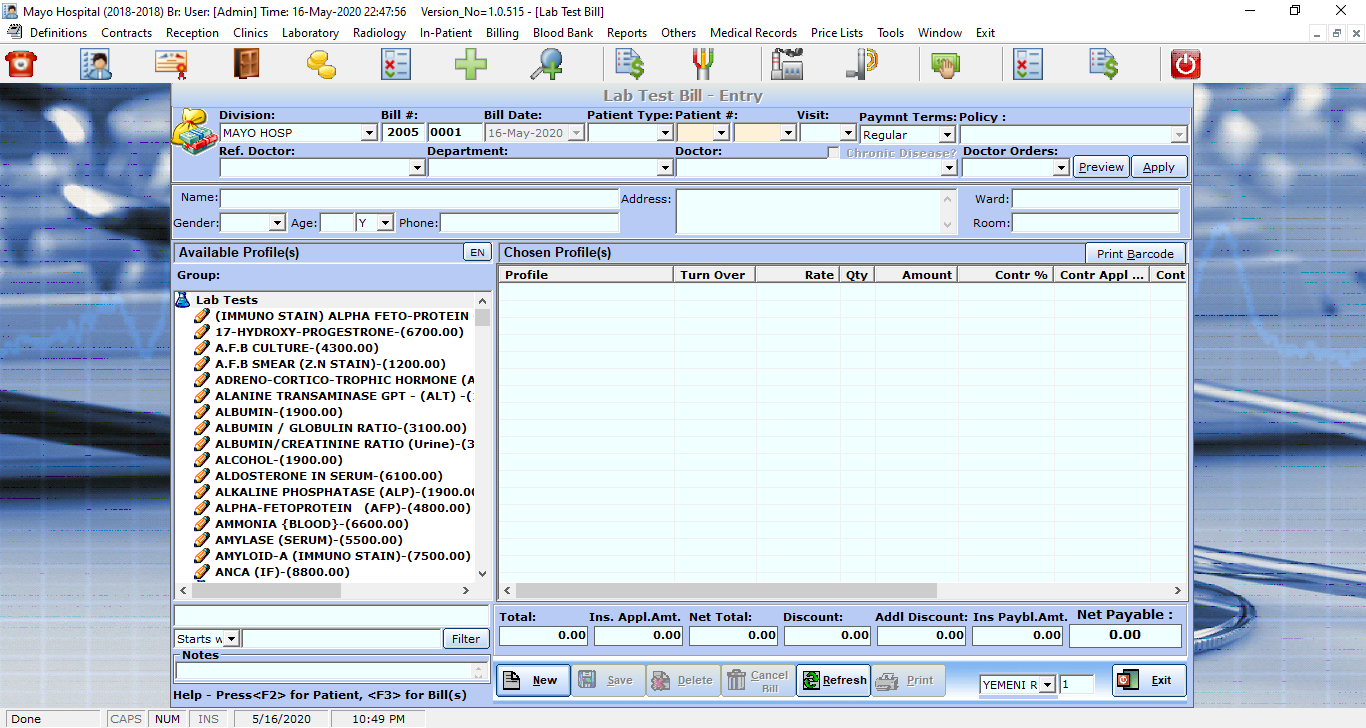 Mayo Hospital (2018-2018) Br: User: [Admin] Time: 16-May-2020 22:47:56 Version_No=1.0.515 - [Lab Test Bill]
Definitions Contracts Reception Clinics Laboratory Radiology In-Patient Billing Blood Bank Reports Others Medical Records Price Lists Tools Window Exit
Lab Test Bill - Entry
Division: Bill #: Bill Date: Patient Type: Patient #: Visit: Paymnt Terms: Policy :
MAYO HOSP 2005 0001 16-May-2020 Regular
Ref. Doctor: Department: Doctor: Chronic Disease? Doctor Orders:
Preview Apply
Name: Address: Ward:
Gender: Age: Y Phone: Room:
Available Profile(s) EN Chosen Profile(s) Print Barcode
Group:
Profile Turn Over Rate Qty Amount Contr % Contr Appl ... Cont
Lab Tests
(IMMUNO STAIN) ALPHA FETO-PROTEIN
17-HYDROXY-PROGESTRONE-(6700.00)
A.F.B CULTURE-(4300.00)
A.F.B SMEAR (Z.N STAIN)-(1200.00)
ADRENO-CORTICO-TROPHIC HORMONE (A
ALANINE TRANSAMINASE GPT - (ALT) -(
ALBUMIN-(1900.00)
ALBUMIN / GLOBULIN RATIO-(3100.00)
ALBUMIN/CREATININE RATIO (Urine)-(3
ALCOHOL-(1900.00)
ALDOSTERONE IN SERUM-(6100.00)
ALKALINE PHOSPHATASE (ALP)-(1900.00
ALPHA-FETOPROTEIN (AFP)-(4800.00)
AMMONIA {BLOOD}-(6600.00)
AMYLASE (SERUM)-(5500.00)
AMYLOID-A (IMMUNO STAIN)-(7500.00)
ANCA (IF)-(8800.00)
Total: Ins. Appl.Amt. Net Total: Discount: Addl Discount: Ins Paybl.Amt. Net Payable :
0.00 0.00 0.00 0.00 0.00 0.00 0.00
Starts w Filter
Notes
New Save Delete Cancel Bill Refresh Print YEMENI R 1 Exit
Help - Press<F2> for Patient, <F3> for Bill(s)
Done CAPS NUM INS 5/16/2020 10:49 PM